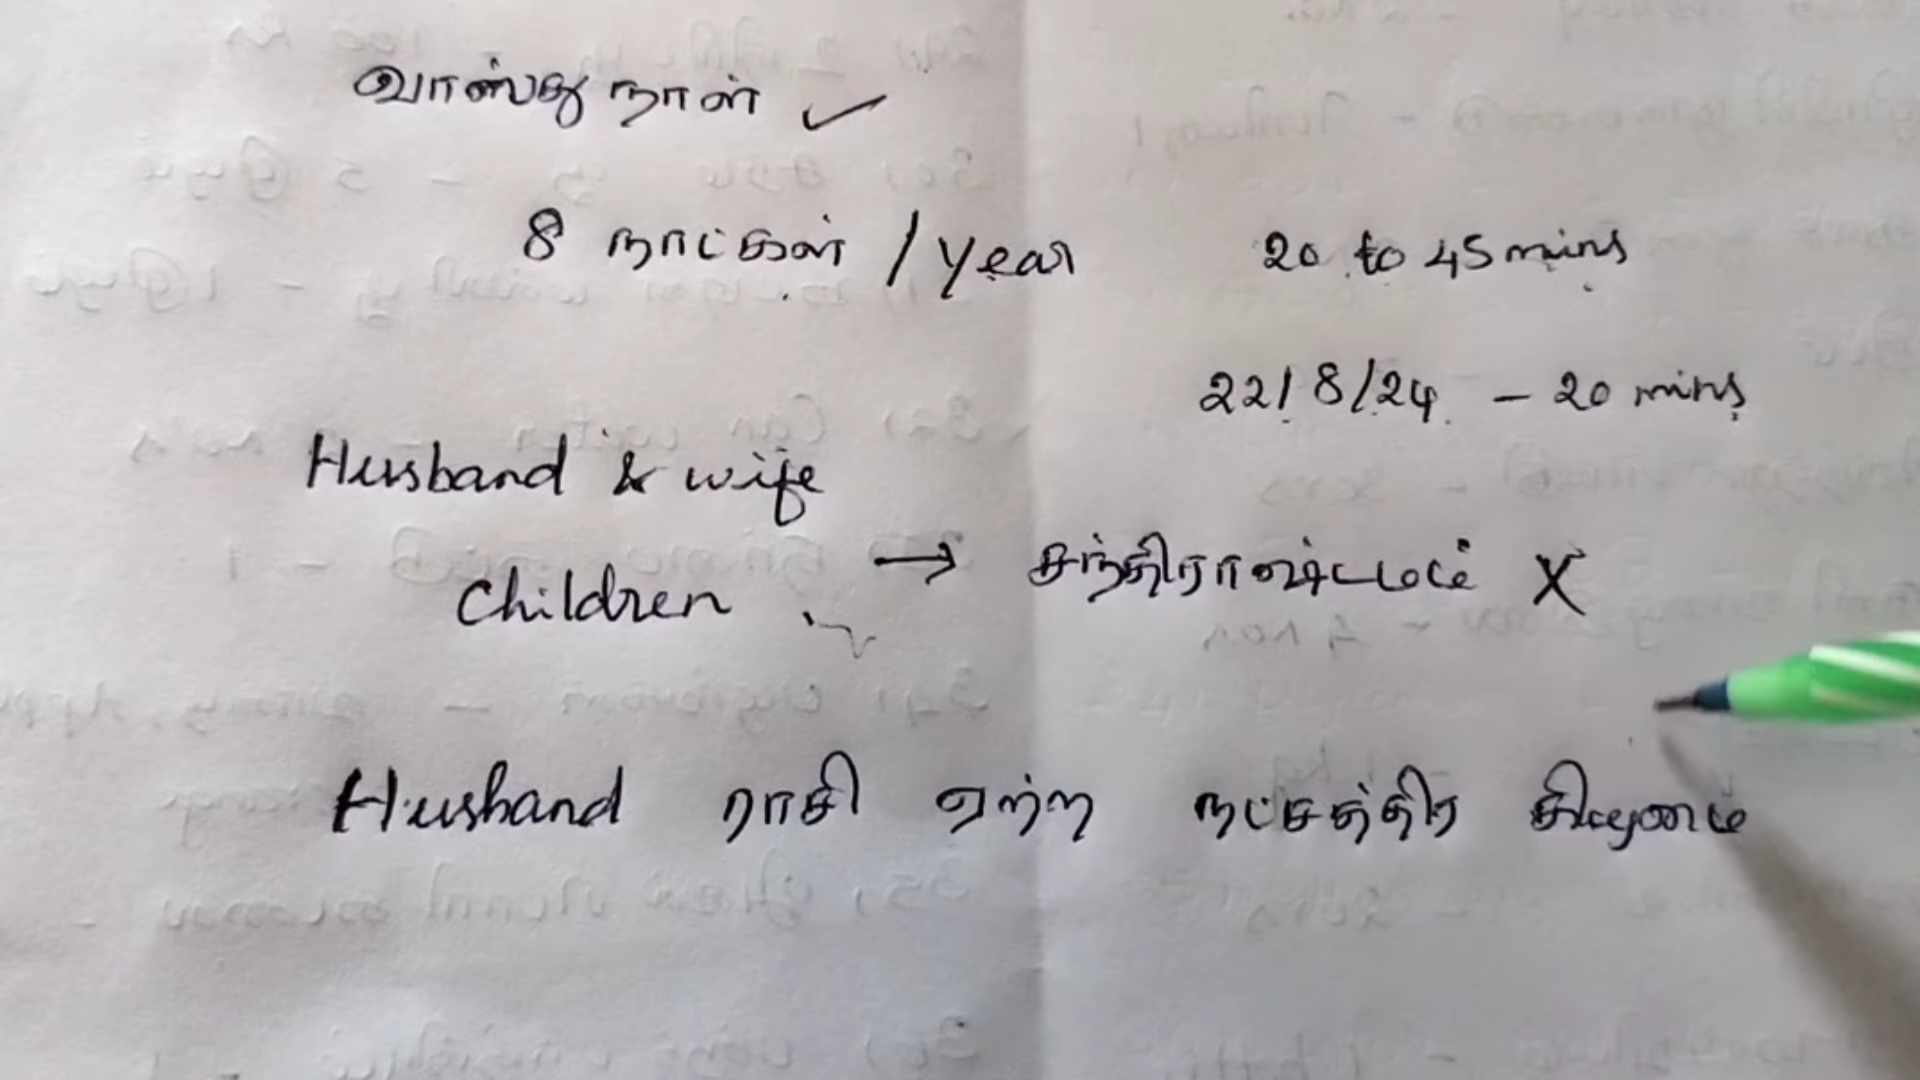 வாஸ்து நாள் ✓
8 நாட்கள் / year 20 to 45 mins
22/8/24 - 20 mins
Husband & wife
children → சந்திராஷ்டமம் X
Husband ராசி ஏற்ற நட்சத்திர